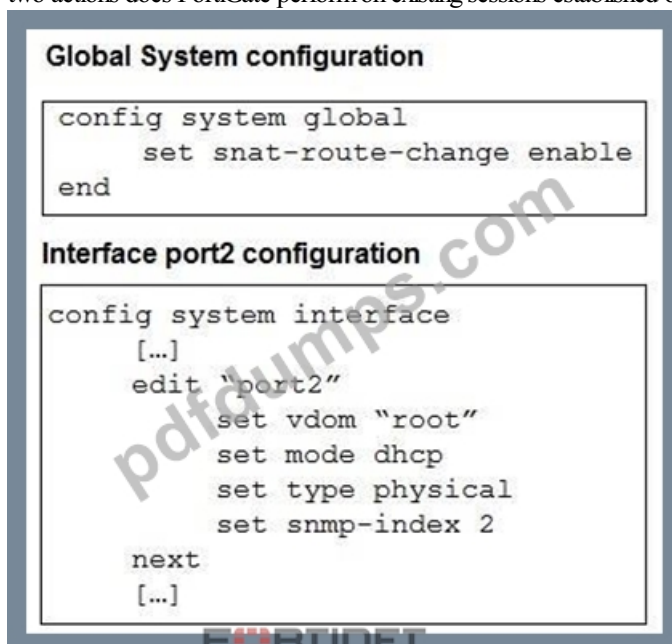 two actions does FortiGate perform on existing sessions established
Global System configuration
config system global
set snat-route-change enable
end
Interface port2 configuration
config system interface
[...]
edit "port2"
set vdom "root"
set mode dhcp
set type physical
set snmp-index 2
next
[...]
pdfdumps.com